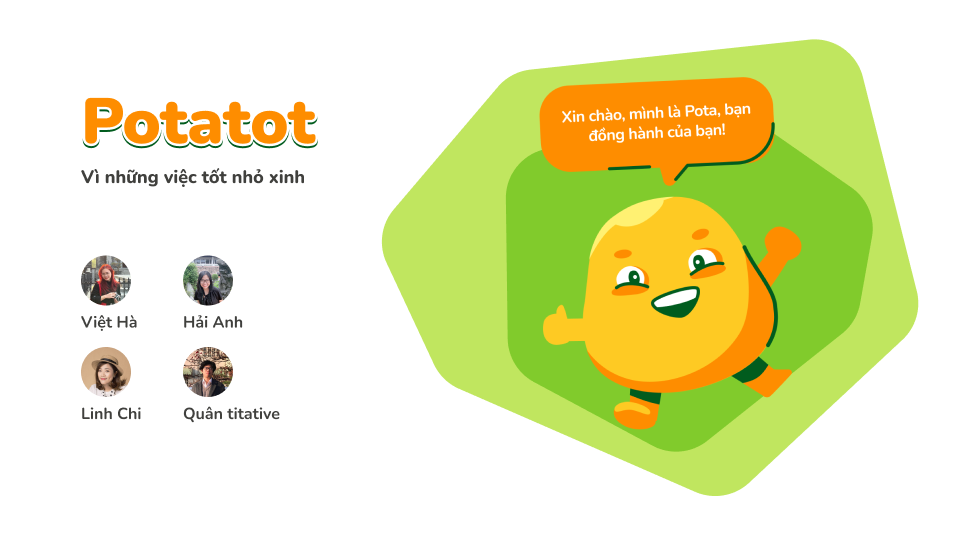 Potatot
Vì những việc tốt nhỏ xinh
Việt Hà
Hải Anh
Linh Chi
Quân titative
Xin chào, mình là Pota, bạn
đồng hành của bạn!